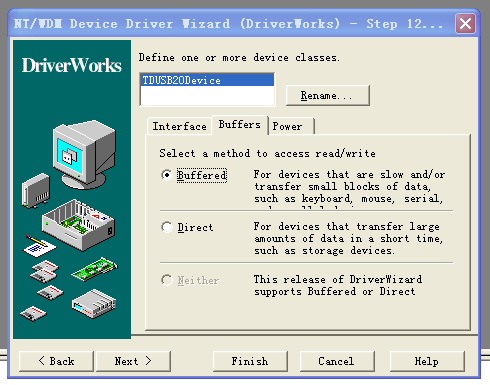 NT/WDM Device Driver Wizard (DriverWorks) - Step 12...
DriverWorks
Define one or more device classes.
TDUSB20Device
Rename...
Interface Buffers Power
Select a method to access read/write
Buffered
For devices that are slow and/or
transfer small blocks of data,
such as keyboard, mouse, serial,
Direct
For devices that transfer large
amounts of data in a short time,
such as storage devices.
Neither
This release of DriverWizard
supports Buffered or Direct
< Back Next > Finish Cancel Help